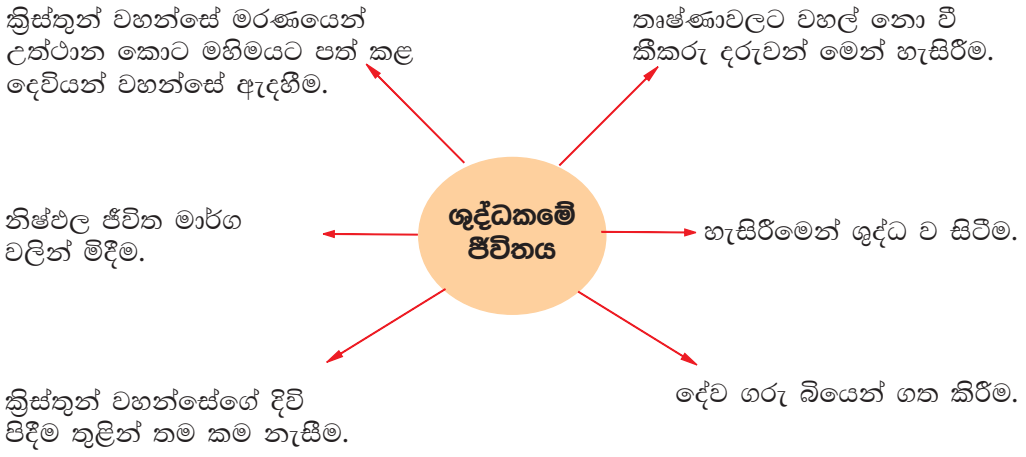 ක්‍රිස්තුන් වහන්සේ මරණයෙන්
උත්ථාන කොට මහිමයට පත් කළ
දෙවියන් වහන්සේ ඇදහීම.
තෘෂ්ණාවලට වහල් නො වී
කීකරු දරුවන් මෙන් හැසිරීම.
ශුද්ධකමේ
ජීවිතය
නිෂ්ඵල ජීවිත මාර්ග
වලින් මිදීම.
හැසිරීමෙන් ශුද්ධ ව සිටීම.
ක්‍රිස්තුන් වහන්සේගේ දිවි
පිදීම තුළින් තම කම නැසීම.
දේව ගරු බියෙන් ගත කිරීම.